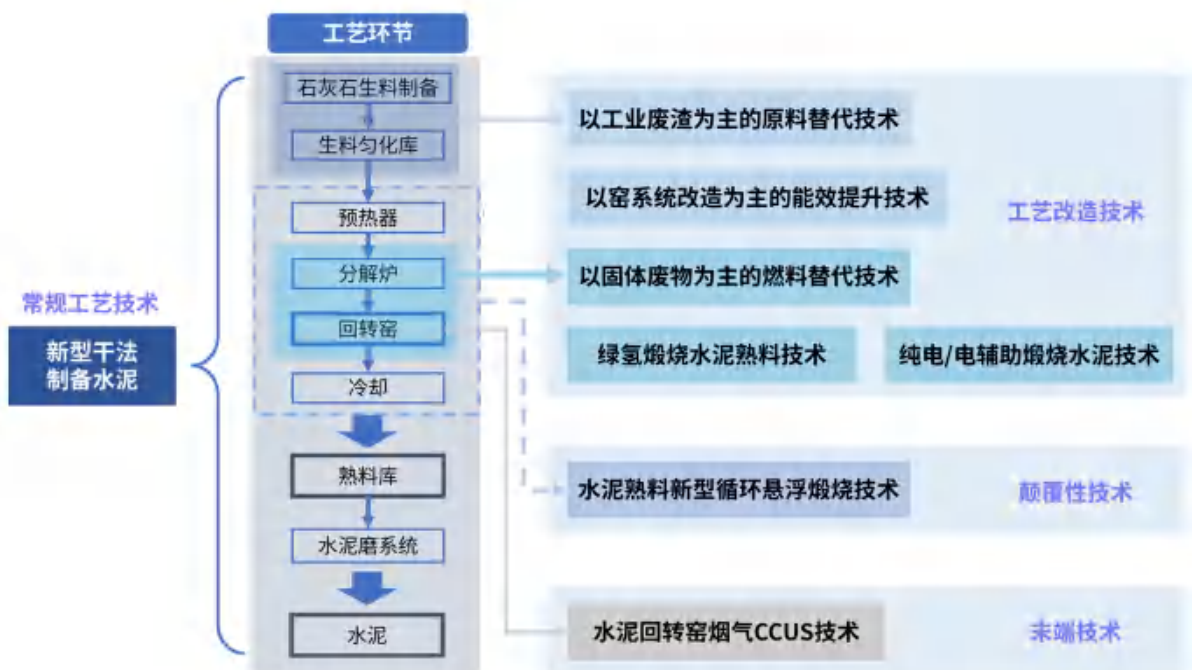 工艺环节
石灰石生料制备
生料匀化库
预热器
分解炉
回转窑
冷却
熟料库
水泥磨系统
水泥
常规工艺技术
新型干法
制备水泥
以工业废渣为主的原料替代技术
以窑系统改造为主的能效提升技术
工艺改造技术
以固体废物为主的燃料替代技术
绿氢煅烧水泥熟料技术
纯电/电辅助煅烧水泥技术
水泥熟料新型循环悬浮煅烧技术
颠覆性技术
水泥回转窑烟气CCUS技术
末端技术